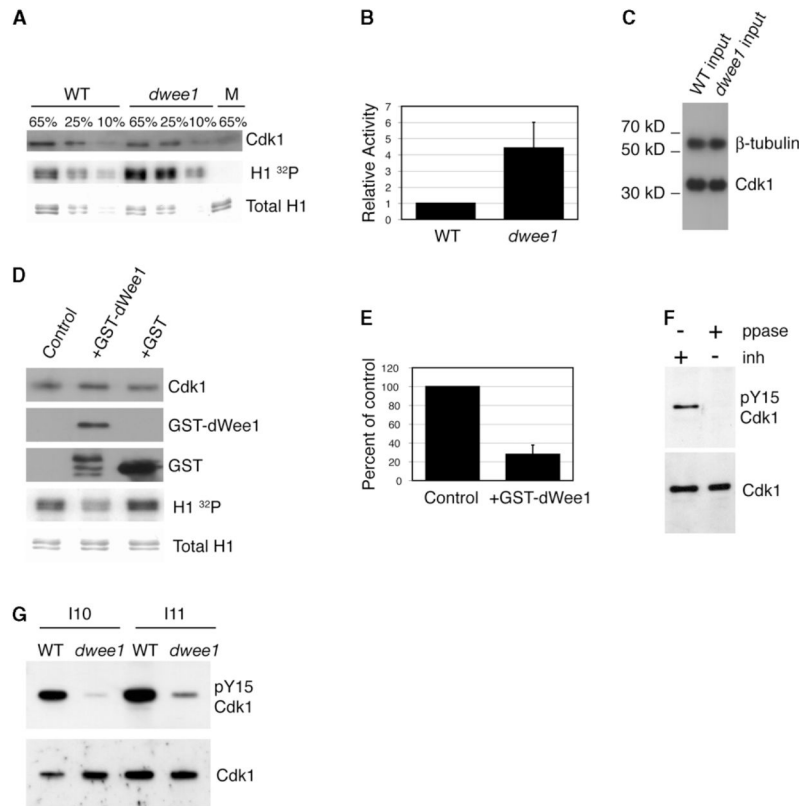 A
WT dwee1 M
65% 25% 10% 65% 25% 10% 65%
Cdk1
H1 ³²P
Total H1
B
Relative Activity
7
6
5
4
3
2
1
0
WT dwee1
C
WT input
dwee1 input
70 kD
50 kD
30 kD
β-tubulin
Cdk1
D
Control
+GST-dWee1
+GST
Cdk1
GST-dWee1
GST
H1 ³²P
Total H1
E
Percent of control
120
100
80
60
40
20
0
Control +GST-dWee1
F
- + ppase
+ - inh
pY15
Cdk1
Cdk1
G
I10 I11
WT dwee1 WT dwee1
pY15
Cdk1
Cdk1